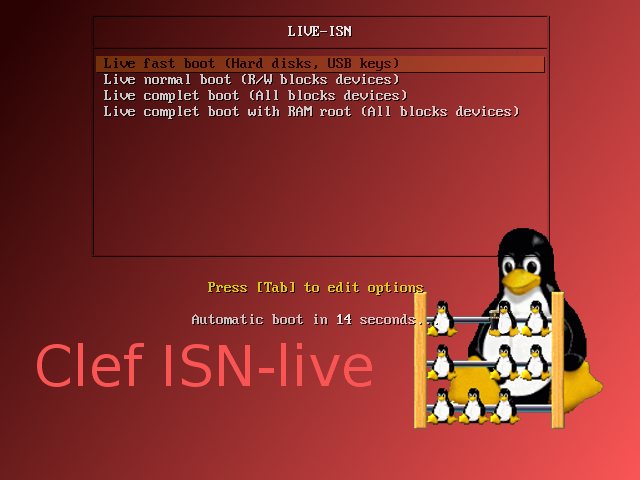 LIVE-ISN
Live fast boot (Hard disks, USB keys)
Live normal boot (R/W blocks devices)
Live complet boot (All blocks devices)
Live complet boot with RAM root (All blocks devices)
Press [Tab] to edit options
Automatic boot in 14 seconds...
Clef ISN-live